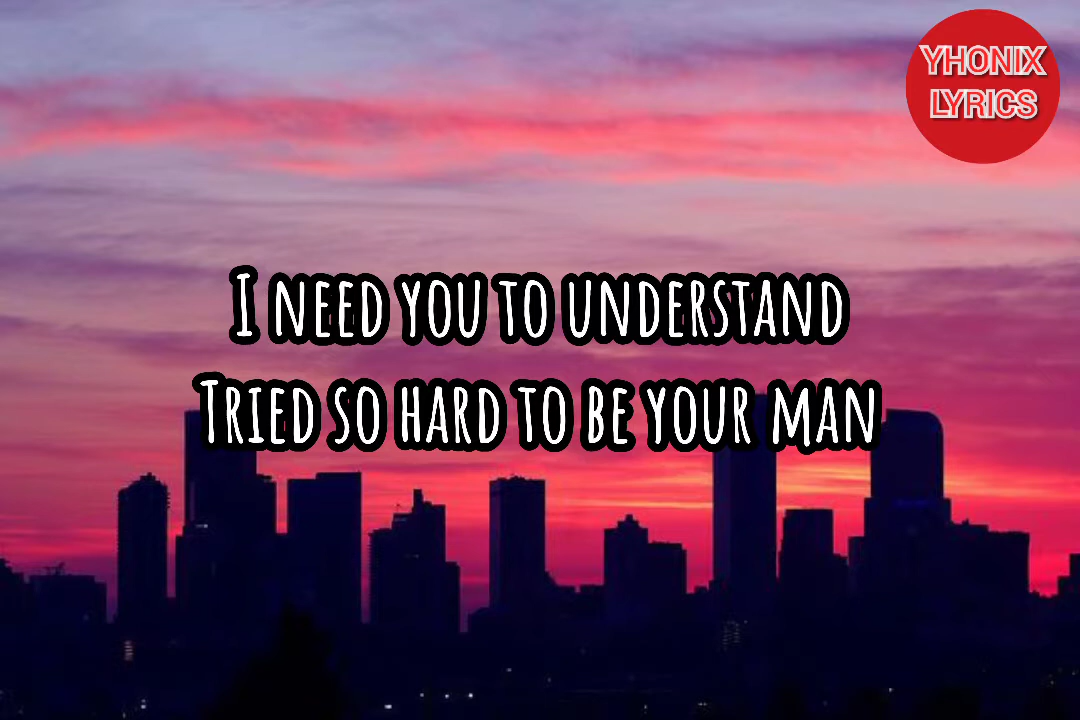 YHONIX
LYRICS
I need you to understand
Tried so hard to be your man